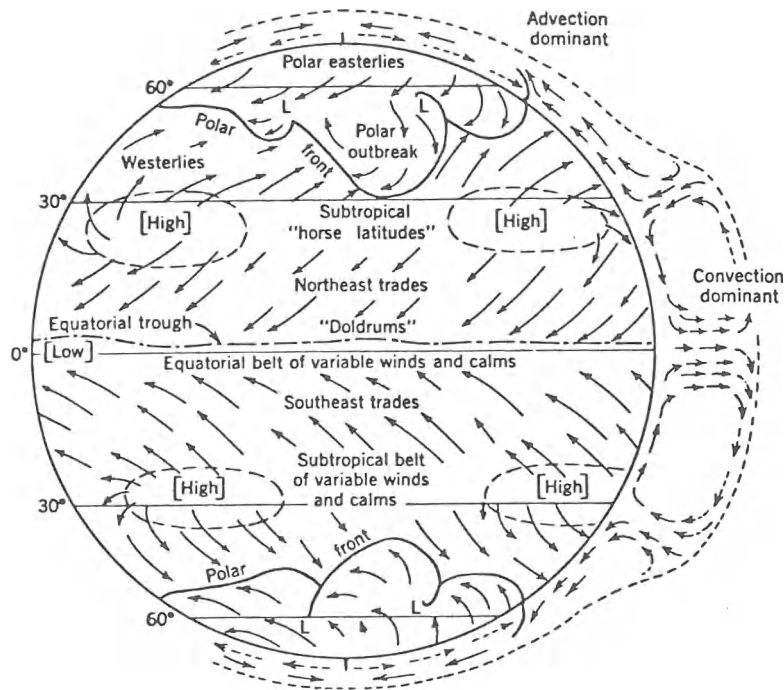 Advection
dominant
Polar easterlies
60°
L
L
Polar
front
Polar
outbreak
Westerlies
30°
[High]
Subtropical
"horse latitudes"
[High]
Northeast trades
Convection
dominant
Equatorial trough
"Doldrums"
0°
[Low]
Equatorial belt of variable winds and calms
Southeast trades
Subtropical belt
of variable winds
and calms
[High]
[High]
30°
Polar
front
60°
L
L